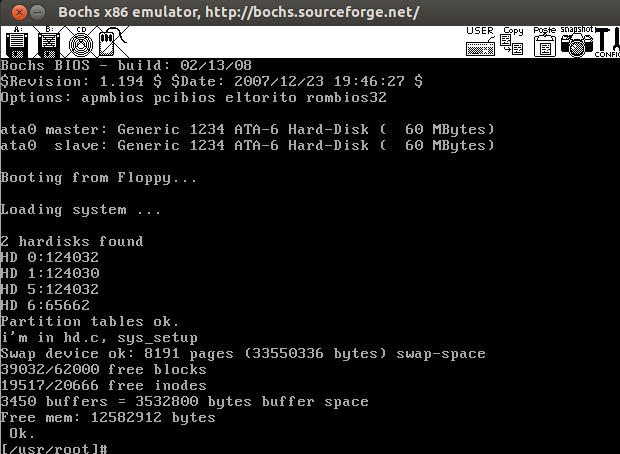 Bochs x86 emulator, http://bochs.sourceforge.net/
A: B: CD USER Copy Paste snapshot CONFIG
Bochs BIOS - build: 02/13/08
$Revision: 1.194 $ $Date: 2007/12/23 19:46:27 $
Options: apmbios pcibios eltorito rombios32
ata0 master: Generic 1234 ATA-6 Hard-Disk (  60 MBytes)
ata0  slave: Generic 1234 ATA-6 Hard-Disk (  60 MBytes)
Booting from Floppy...
Loading system ...
2 hardisks found
HD 0:124032
HD 1:124030
HD 5:124032
HD 6:65662
Partition tables ok.
i'm in hd.c, sys_setup
Swap device ok: 8191 pages (33550336 bytes) swap-space
39032/62000 free blocks
19517/20666 free inodes
3450 buffers = 3532800 bytes buffer space
Free mem: 12582912 bytes
 Ok.
[/usr/root]#